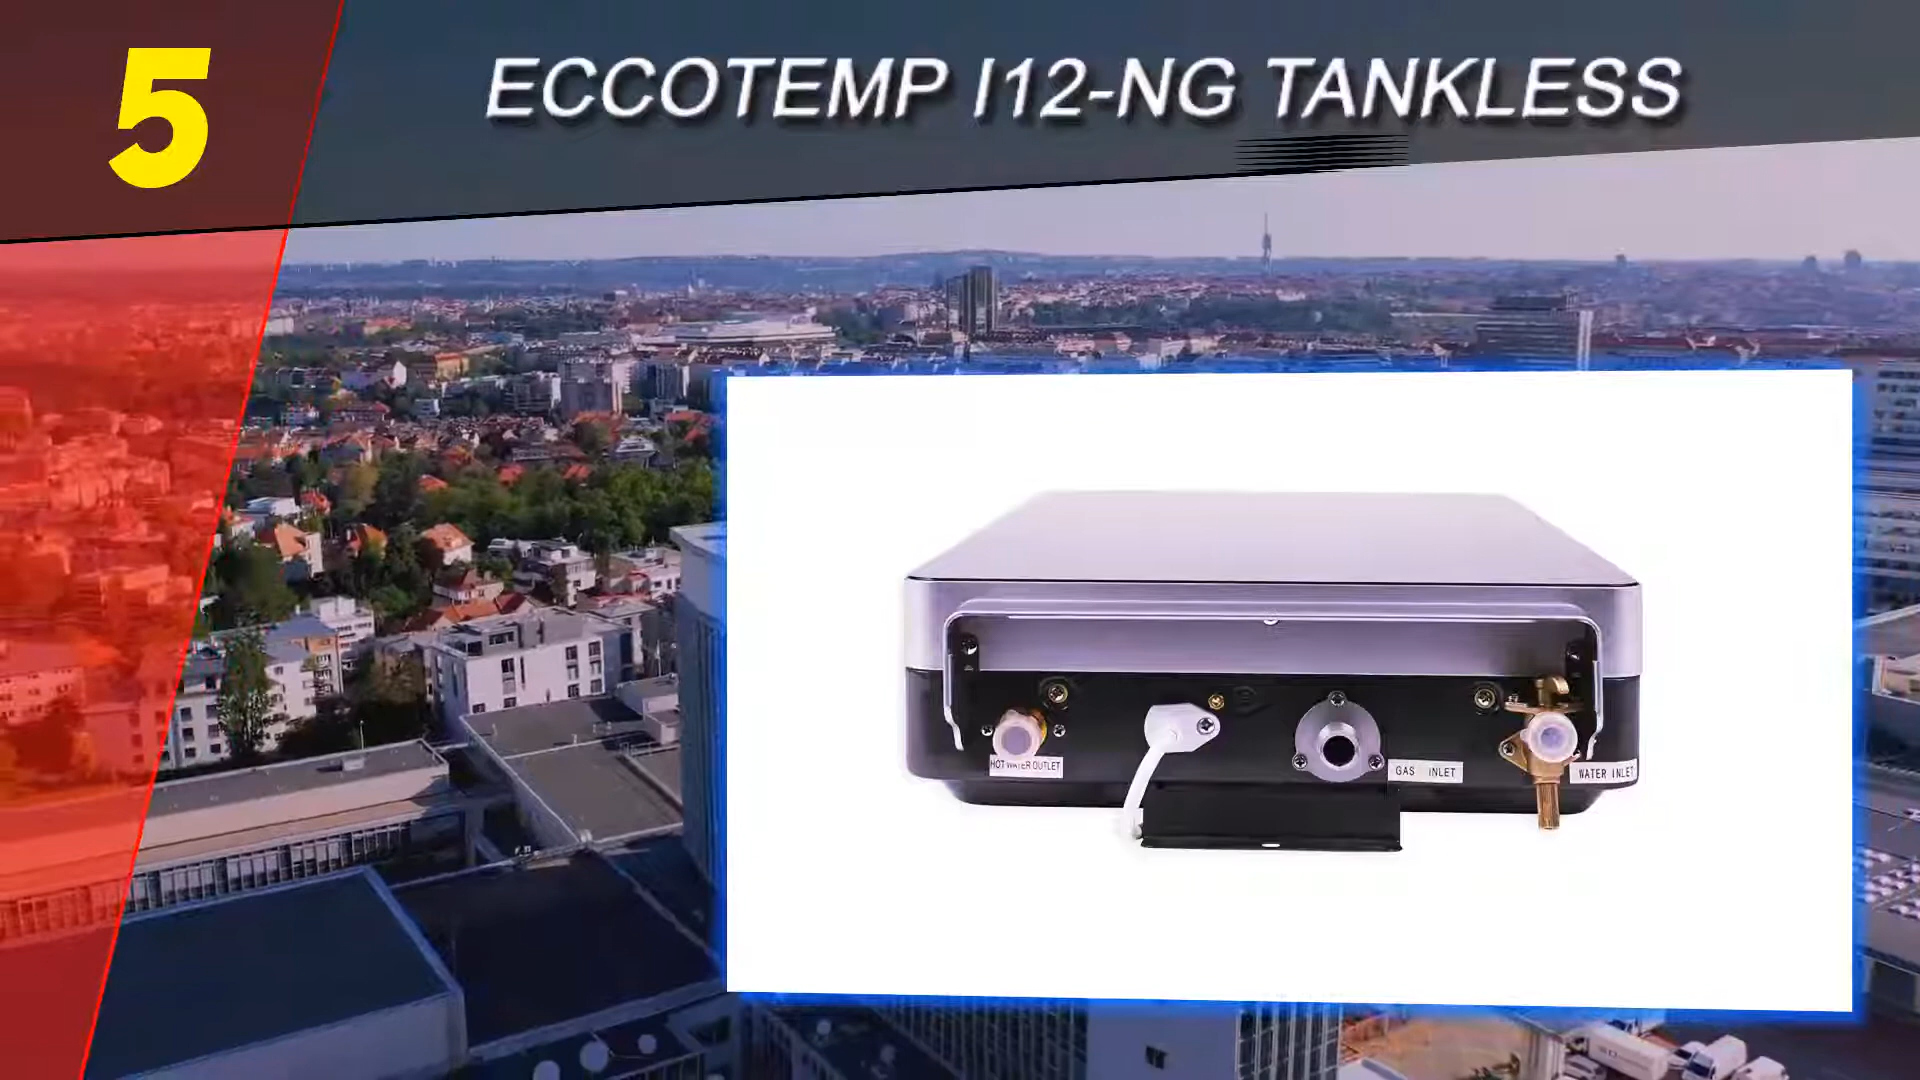 5
ECCOTEMP I12-NG TANKLESS
HOT WATER OUTLET
GAS INLET
WATER INLET